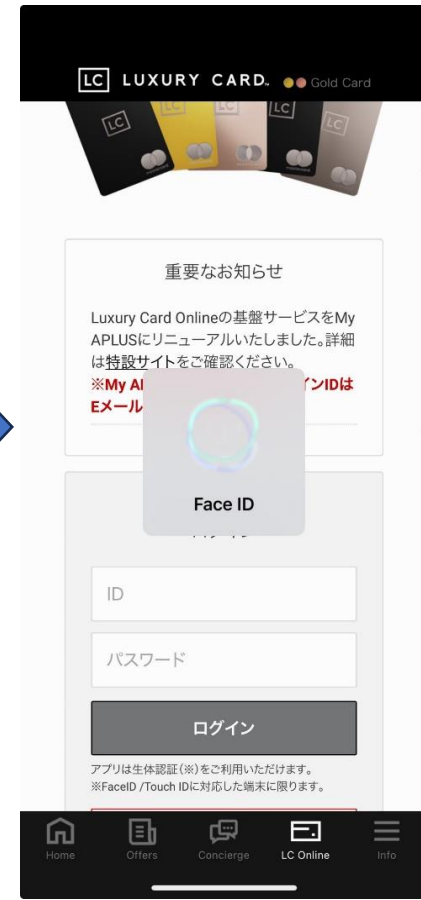 LC LUXURY CARD. Gold Card
LC
LC
LC
LC
LC
重要なお知らせ
Luxury Card Onlineの基盤サービスをMy
APLUSにリニューアルいたしました。詳細
は特設サイトをご確認ください。
※My インIDは
Eメール
Face ID
ID
パスワード
ログイン
アプリは生体認証(※)をご利用いただけます。
※FaceID /Touch IDに対応した端末に限ります。
Home Offers Concierge LC Online Info